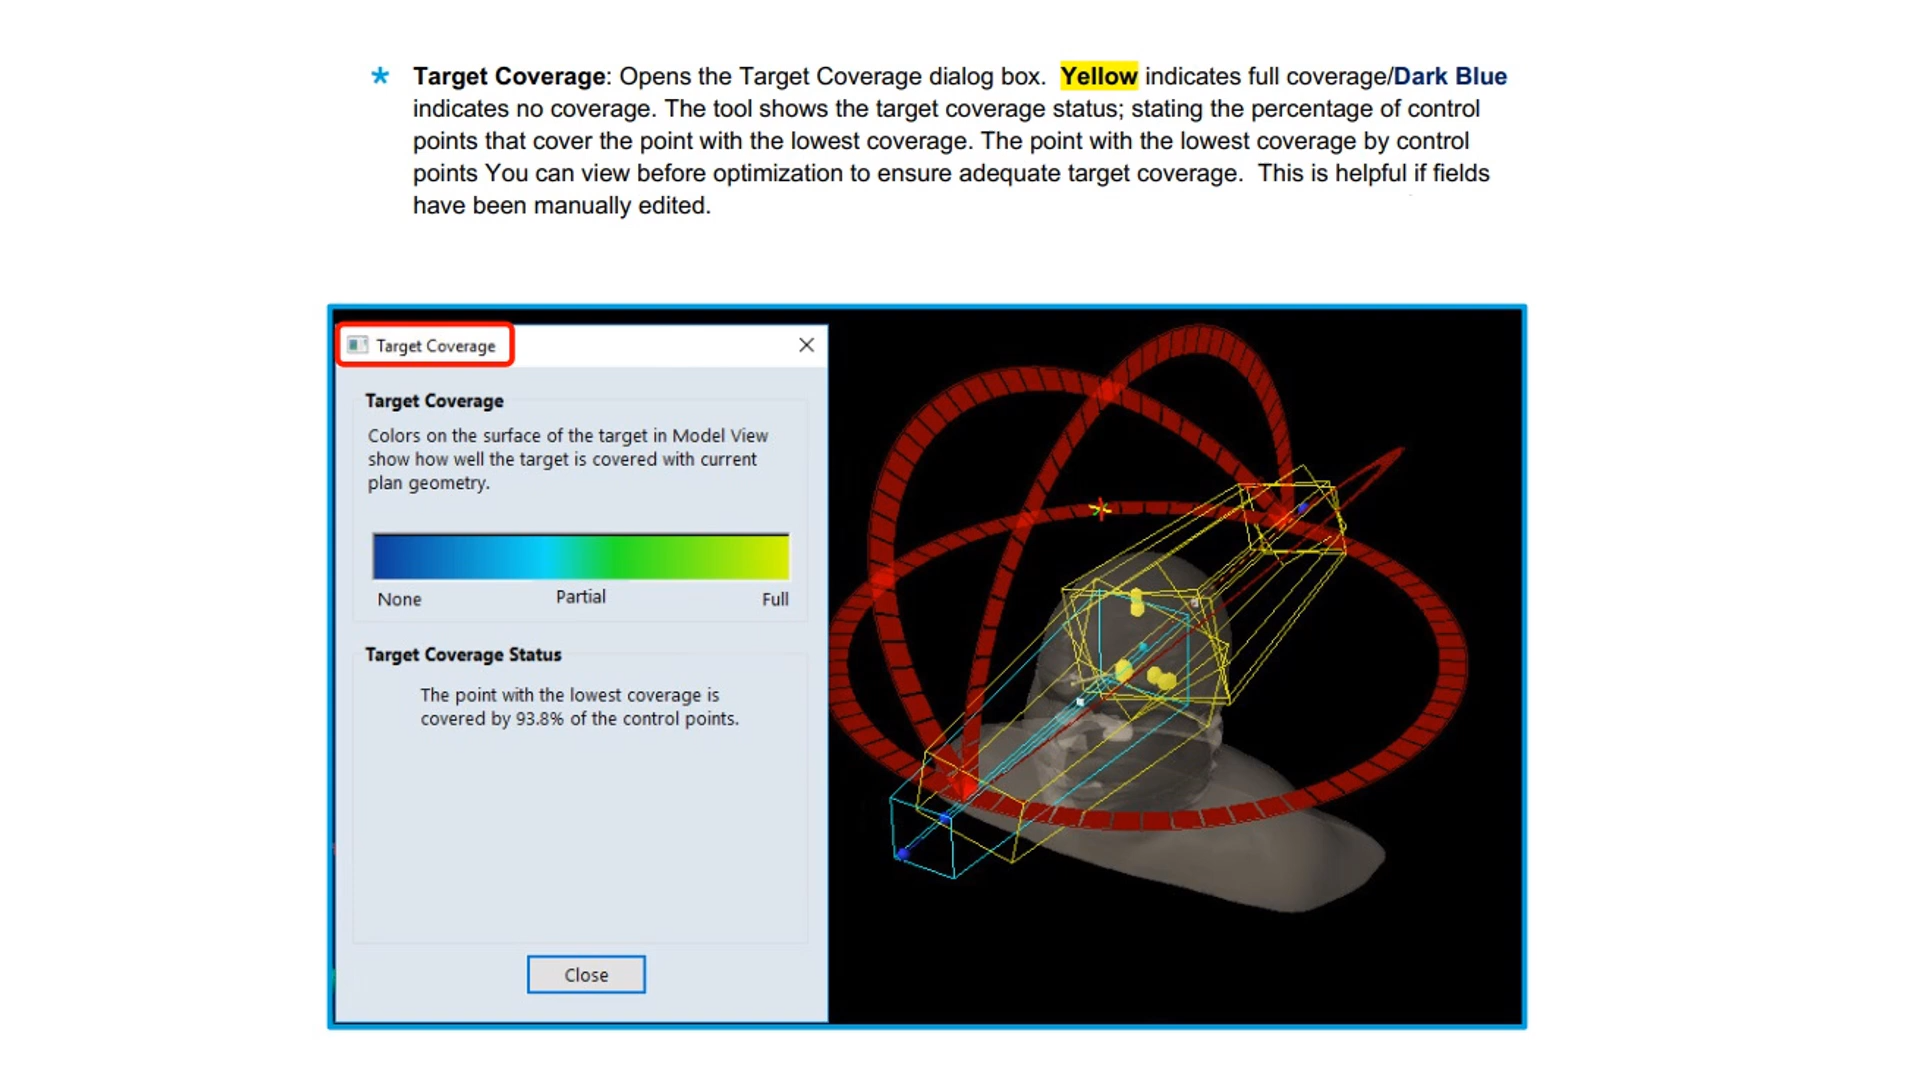 * Target Coverage: Opens the Target Coverage dialog box. Yellow indicates full coverage/Dark Blue
indicates no coverage. The tool shows the target coverage status; stating the percentage of control
points that cover the point with the lowest coverage. The point with the lowest coverage by control
points You can view before optimization to ensure adequate target coverage. This is helpful if fields
have been manually edited.
Target Coverage
Target Coverage
Colors on the surface of the target in Model View
show how well the target is covered with current
plan geometry.
None Partial Full
Target Coverage Status
The point with the lowest coverage is
covered by 93.8% of the control points.
Close